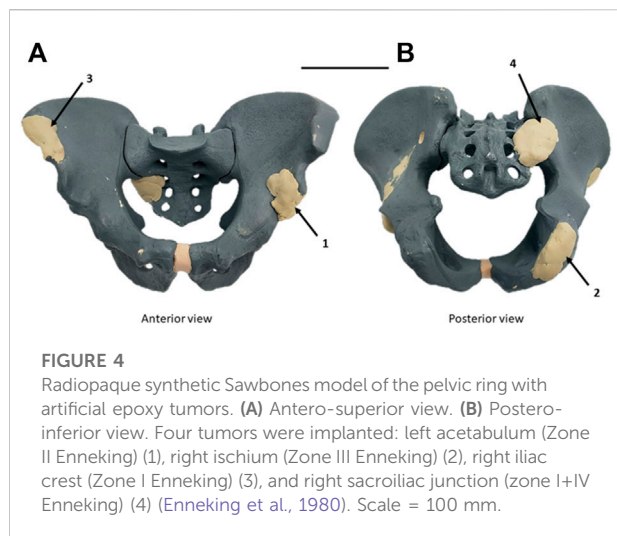 A
B
3
4
1
2
Anterior view
Posterior view
FIGURE 4
Radiopaque synthetic Sawbones model of the pelvic ring with
artificial epoxy tumors. (A) Antero-superior view. (B) Postero-
inferior view. Four tumors were implanted: left acetabulum (Zone
II Enneking) (1), right ischium (Zone III Enneking) (2), right iliac
crest (Zone I Enneking) (3), and right sacroiliac junction (zone I+IV
Enneking) (4) (Enneking et al., 1980). Scale = 100 mm.